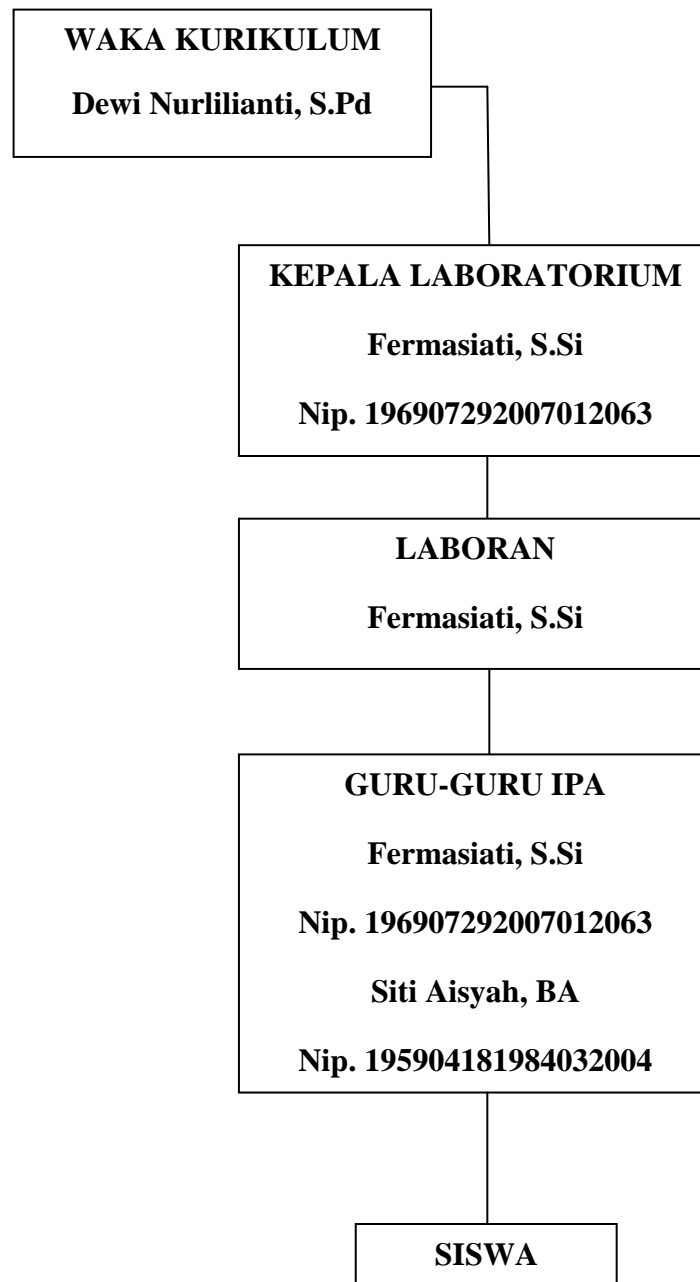 WAKA KURIKULUM
Dewi Nurlilianti, S.Pd
KEPALA LABORATORIUM
Fermasiati, S.Si
Nip. 196907292007012063
LABORAN
Fermasiati, S.Si
GURU-GURU IPA
Fermasiati, S.Si
Nip. 196907292007012063
Siti Aisyah, BA
Nip. 195904181984032004
SISWA